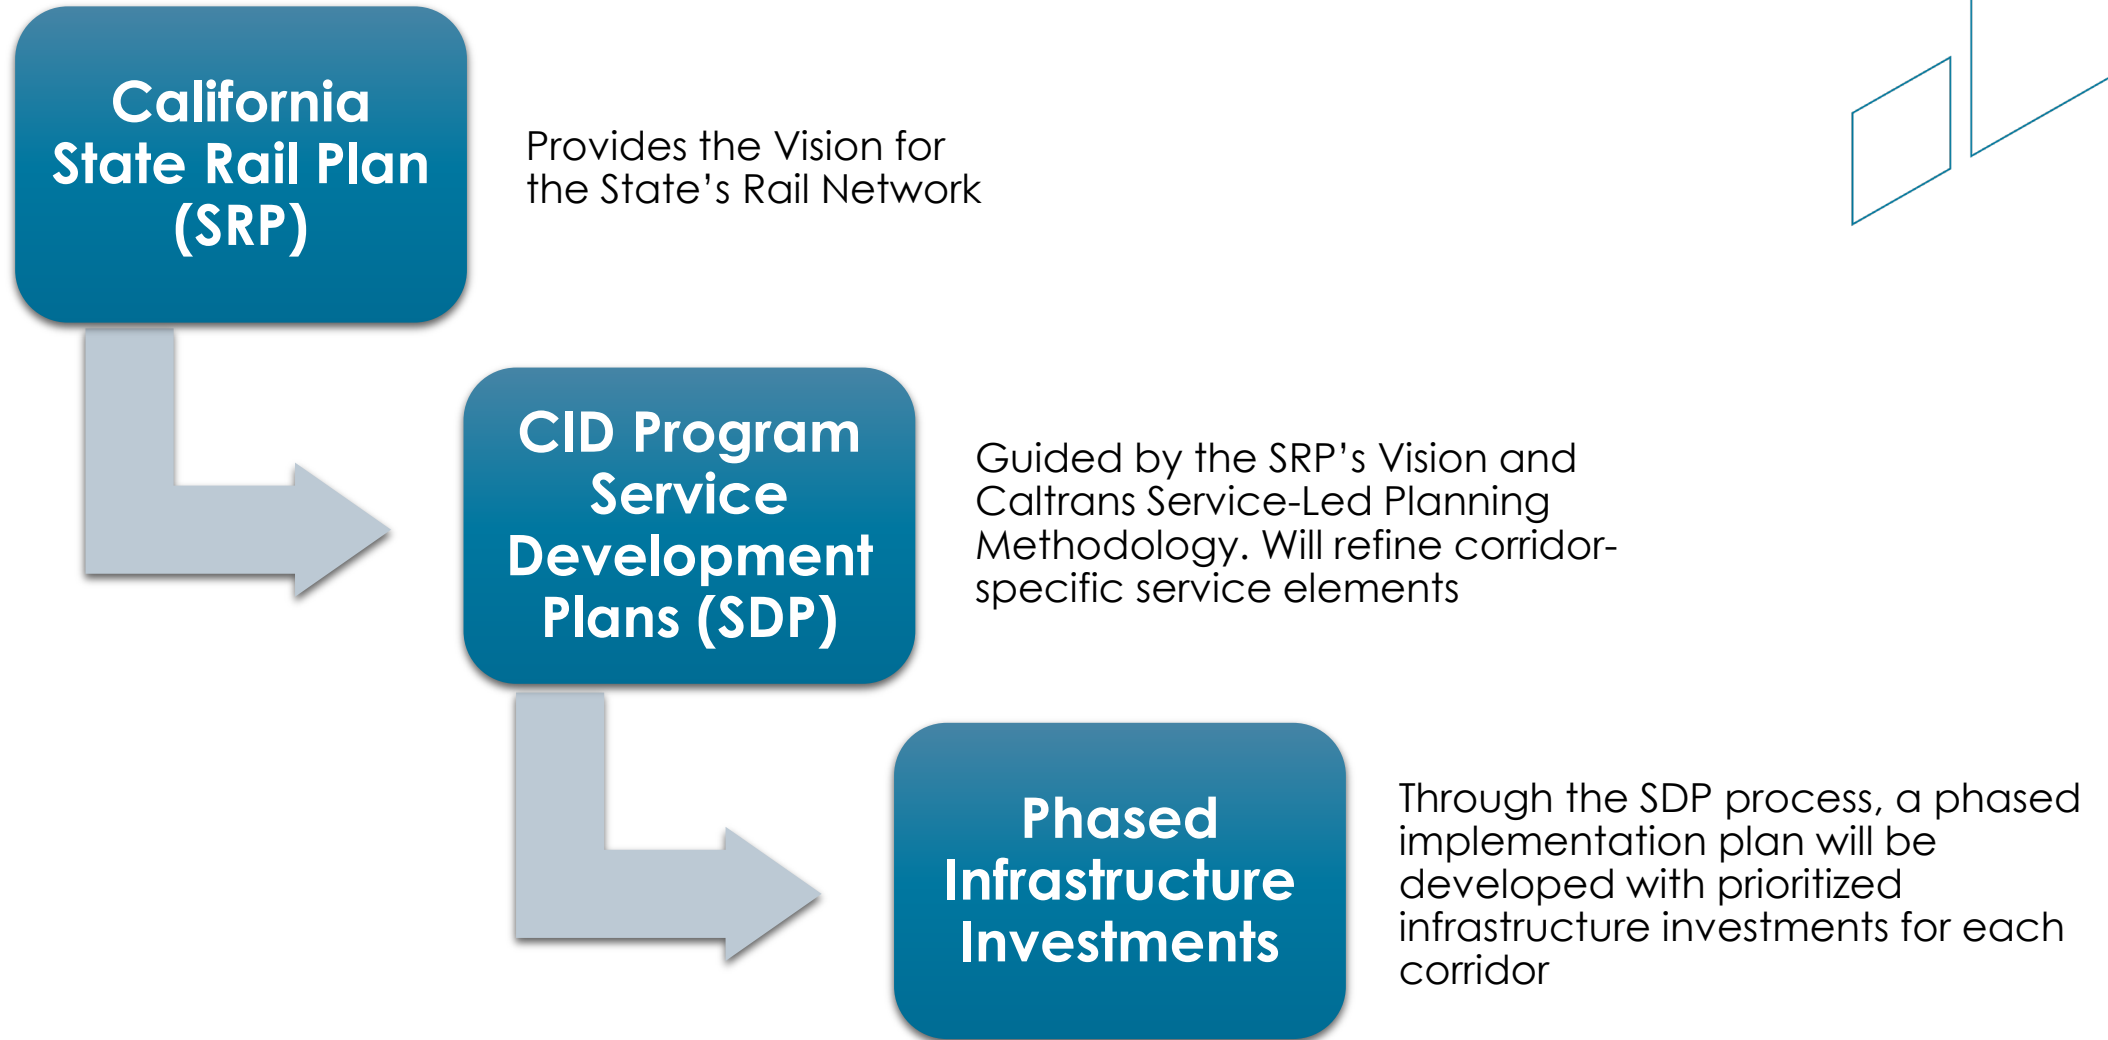 California
State Rail Plan
(SRP)
Provides the Vision for
the State’s Rail Network
CID Program
Service
Development
Plans (SDP)
Guided by the SRP’s Vision and
Caltrans Service-Led Planning
Methodology. Will refine corridor-
specific service elements
Phased
Infrastructure
Investments
Through the SDP process, a phased
implementation plan will be
developed with prioritized
infrastructure investments for each
corridor